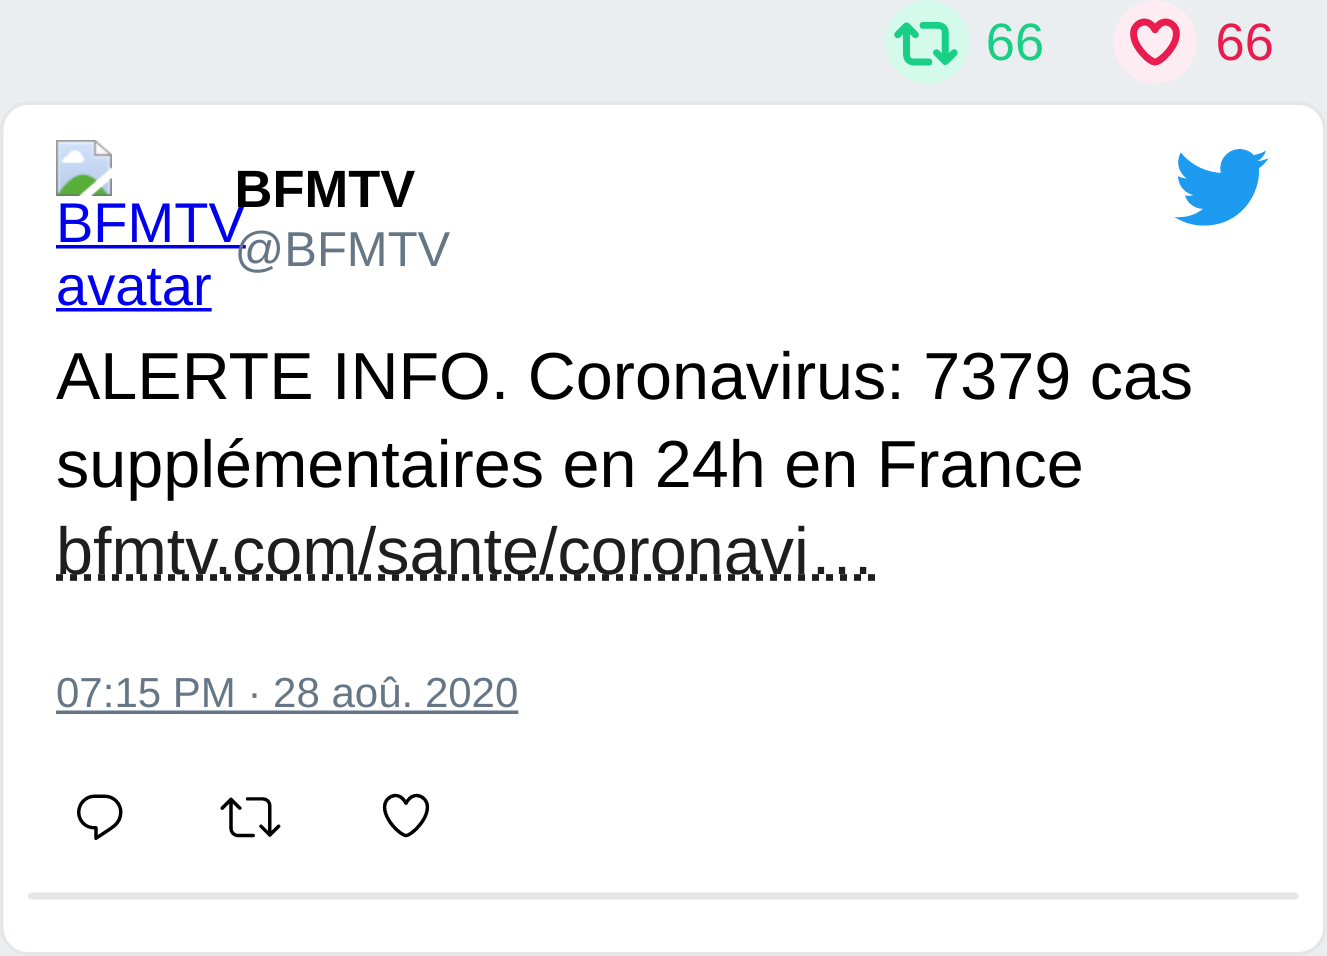 66 66
BFMTV avatar
BFMTV
@BFMTV
ALERTE INFO. Coronavirus: 7379 cas
supplémentaires en 24h en France
bfmtv.com/sante/coronavi…
07:15 PM · 28 aoû. 2020